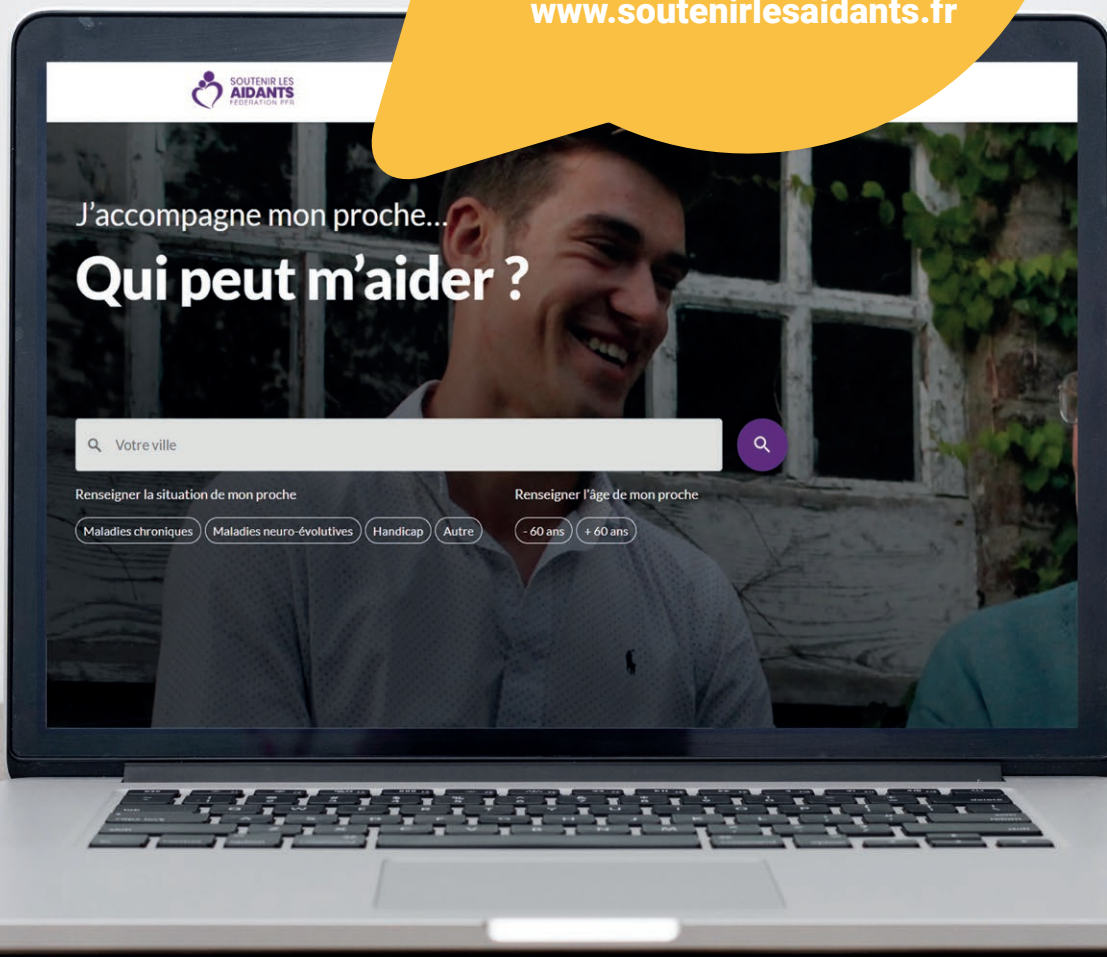 www.soutenirlesaidants.fr
SOUTENIR LES
AIDANTS
FÉDÉRATION PFR
J'accompagne mon proche...
Qui peut m'aider ?
Votre ville
Renseigner la situation de mon proche
Renseigner l'âge de mon proche
Maladies chroniques
Maladies neuro-évolutives
Handicap
Autre
- 60 ans
+ 60 ans